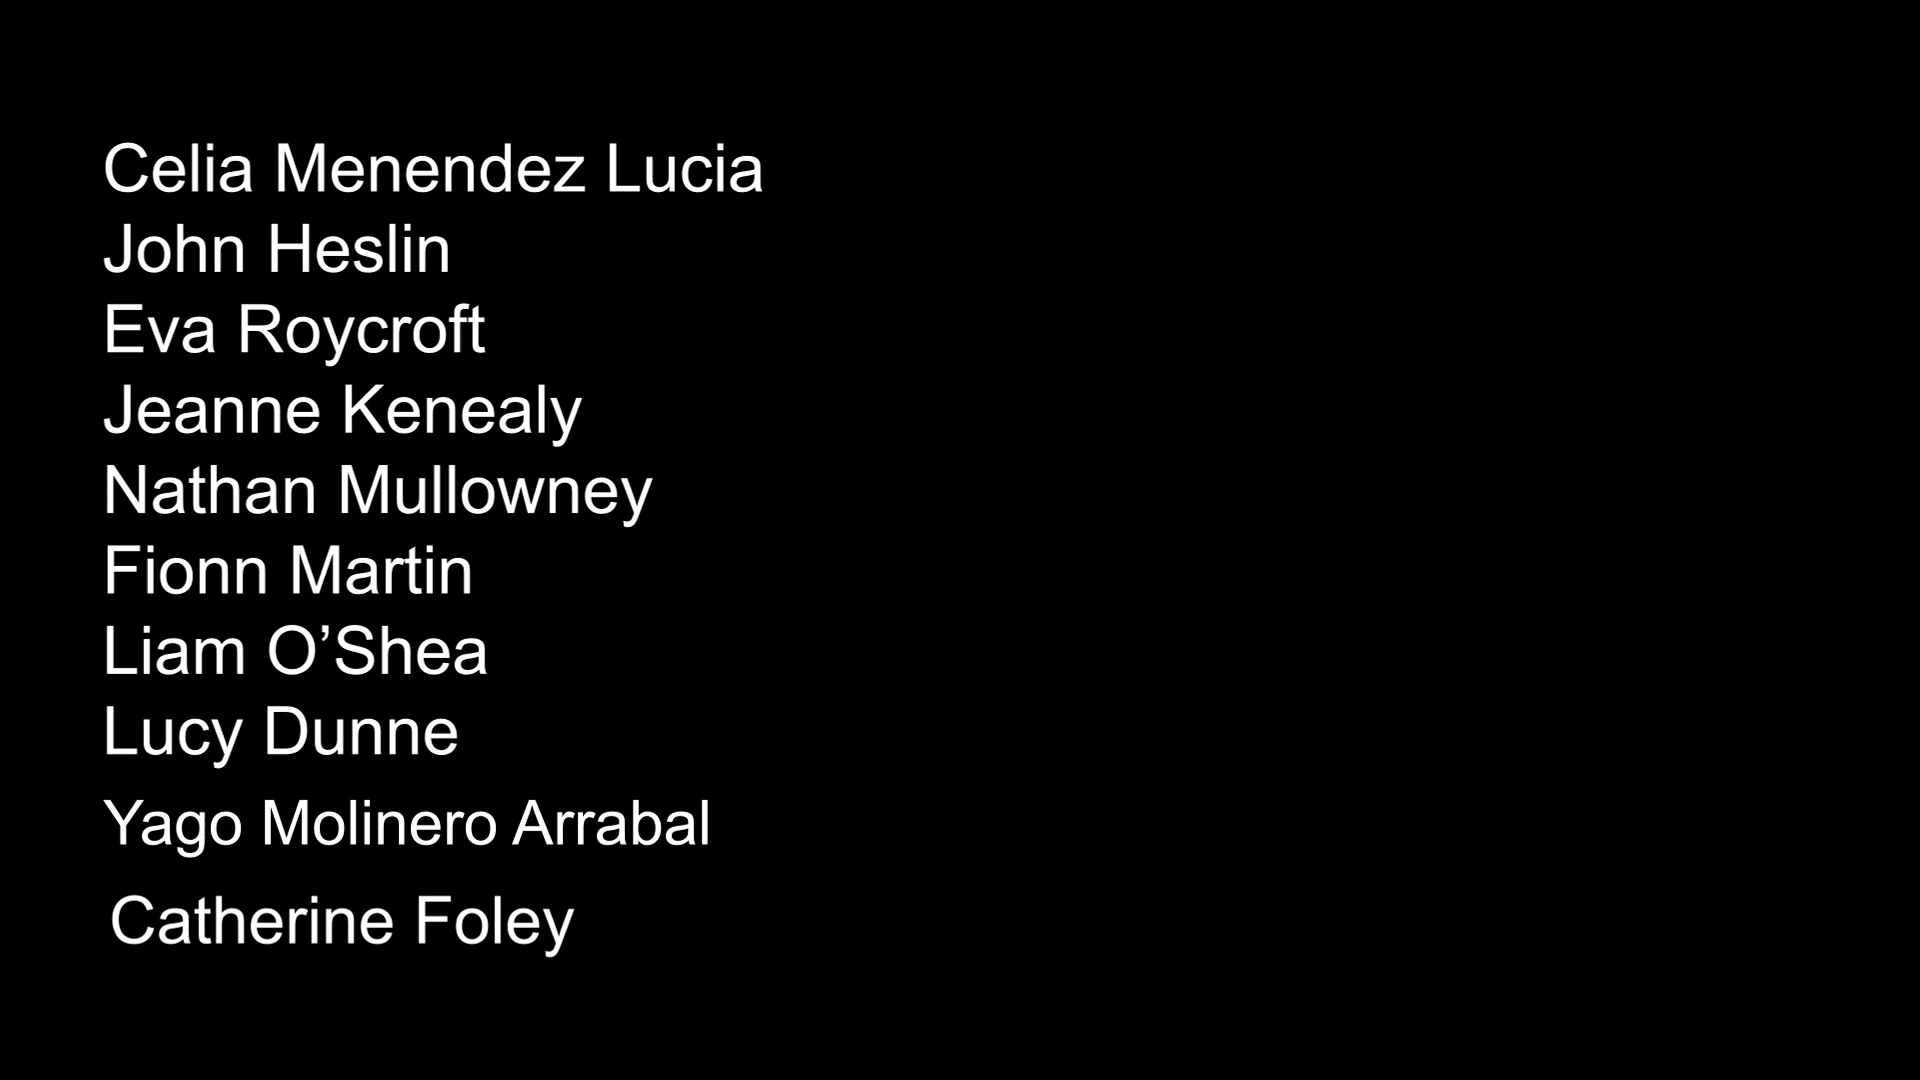 Celia Menendez Lucia
John Heslin
Eva Roycroft
Jeanne Kenealy
Nathan Mullowney
Fionn Martin
Liam O’Shea
Lucy Dunne
Yago Molinero Arrabal
Catherine Foley